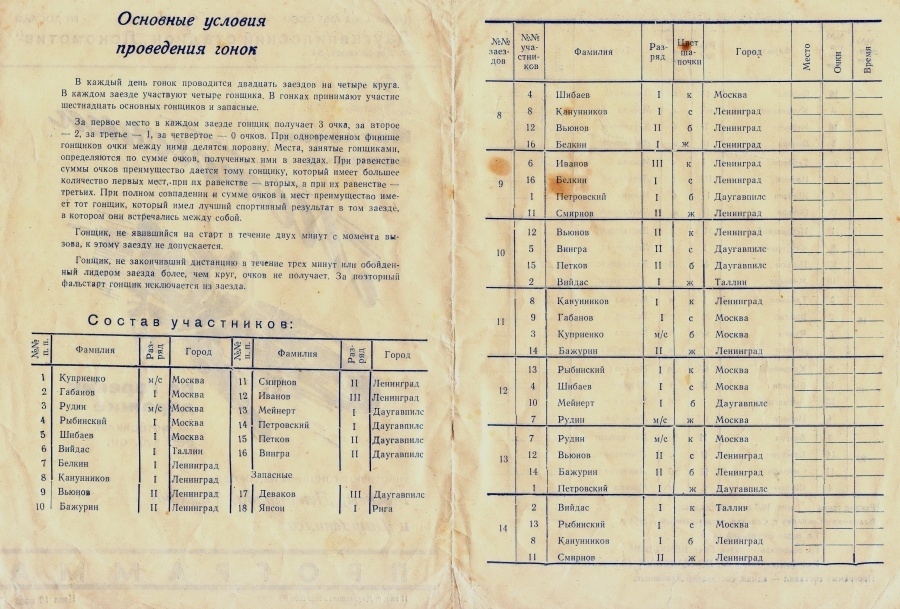 Основные условия
проведения гонок
В каждый день гонок проводится двадцать заездов на четыре круга.
В каждом заезде участвуют четыре гонщика. В гонках принимают участие
шестнадцать основных гонщиков и запасные.
За первое место в каждом заезде гонщик получает 3 очка, за второе
— 2, за третье — 1, за четвертое — 0 очков. При одновременном финише
гонщиков очки между ними делятся поровну. Места, занятые гонщиками,
определяются по сумме очков, полученных ими в заездах. При равенстве
суммы очков преимущество дается тому гонщику, который имеет большее
количество первых мест, при их равенстве — вторых, а при их равенстве —
третьих. При полном совпадении и сумме очков и мест преимущество име-
ет тот гонщик, который имел лучший спортивный результат в том заезде,
в котором они встречались между собой.
Гонщик, не явившийся на старт в течение двух минут с момента вы-
зова, к этому заезду не допускается.
Гонщик, не закончивший дистанцию в течение трех минут или обойден-
ный лидером заезда более, чем круг, очков не получает. За повторный
фальстарт гонщик исключается из заезда.
Состав участников:
№№ п. п. Фамилия Раз-ряд Город №№ п. п. Фамилия Раз-ряд Город
1 Куприенко м/с Москва 11 Смирнов II Ленинград
2 Габанов I Москва 12 Иванов III Ленинград
3 Рудин м/с Москва 13 Мейнерт I Даугавпилс
4 Рыбинский I Москва 14 Петровский I Даугавпилс
5 Шибаев I Москва 15 Петков II Даугавпилс
6 Вийдас I Таллин 16 Вингра II Даугавпилс
7 Белкин I Ленинград
8 Канунников I Ленинград Запасные
9 Вьюнов II Ленинград 17 Деваков III Даугавпилс
10 Бажурин II Ленинград 18 Янсон I Рига
№№ заез-дов №№ уча-стни-ков Фамилия Раз-ряд Цвет ша-почки Город Место Очки Время
4 Шибаев I к Москва
8 8 Канунников I с Ленинград
12 Вьюнов II б Ленинград
16 Белкин I ж Ленинград
6 Иванов III к Ленинград
9 16 Белкин I с Ленинград
1 Петровский I б Даугавпилс
11 Смирнов II ж Ленинград
12 Вьюнов II к Ленинград
10 5 Вингра II с Даугавпилс
15 Петков II б Даугавпилс
2 Вийдас I ж Таллин
8 Канунников I к Ленинград
11 9 Габанов I с Москва
3 Куприенко м/с б Москва
14 Бажурин II ж Ленинград
13 Рыбинский I к Москва
12 4 Шибаев I с Москва
10 Мейнерт I б Даугавпилс
7 Рудин м/с ж Москва
7 Рудин м/с к Москва
13 12 Вьюнов II с Ленинград
14 Бажурин II б Ленинград
1 Петровский I ж Даугавпилс
2 Вийдас I к Таллин
14 13 Рыбинский I с Москва
8 Канунников I б Ленинград
11 Смирнов II ж Ленинград